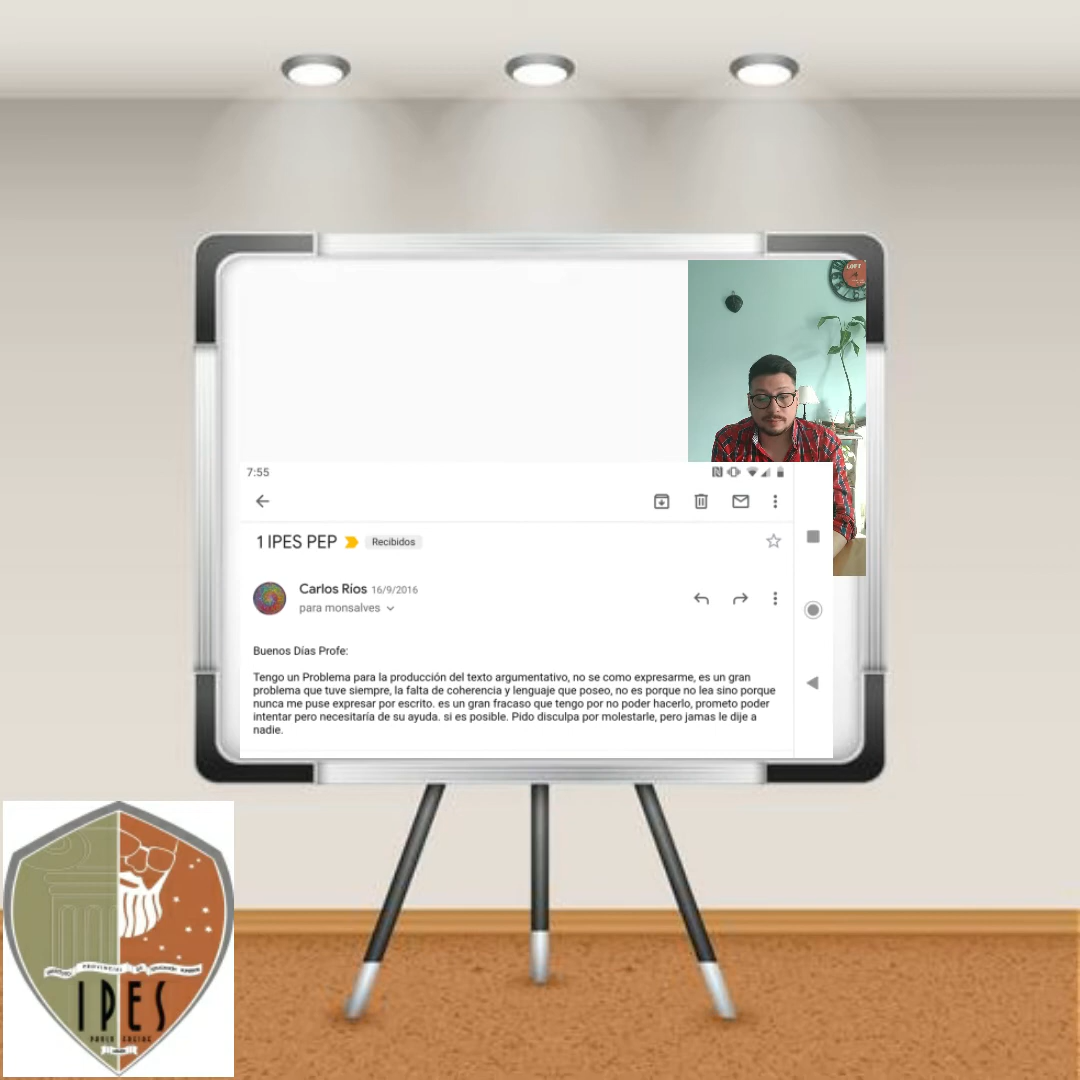 LOFT
7:55
1 IPES PEP Recibidos
Carlos Ríos 16/9/2016
para monsalves
Buenos Días Profe:
Tengo un Problema para la producción del texto argumentativo, no se como expresarme, es un gran
problema que tuve siempre, la falta de coherencia y lenguaje que poseo, no es porque no lea sino porque
nunca me puse expresar por escrito. es un gran fracaso que tengo por no poder hacerlo, prometo poder
intentar pero necesitaría de su ayuda. si es posible. Pido disculpa por molestarle, pero jamas le dije a
nadie.
PROVINCIAL
IPES